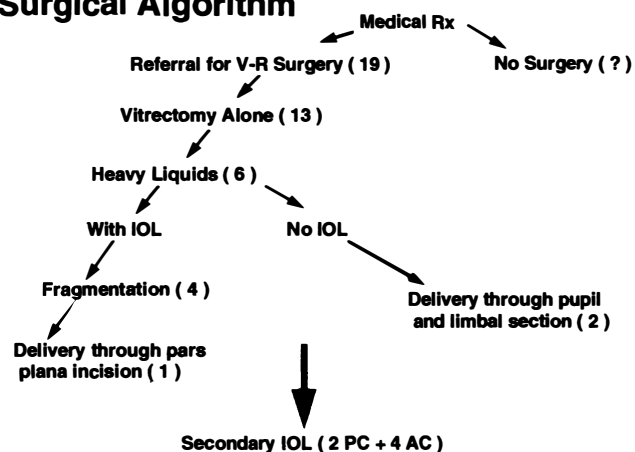 Surgical Algorithm
Medical Rx
Referral for V-R Surgery ( 19 )
No Surgery ( ? )
Vitrectomy Alone ( 13 )
Heavy Liquids ( 6 )
With IOL
No IOL
Fragmentation ( 4 )
Delivery through pupil
and limbal section ( 2 )
Delivery through pars
plana incision ( 1 )
Secondary IOL ( 2 PC + 4 AC )